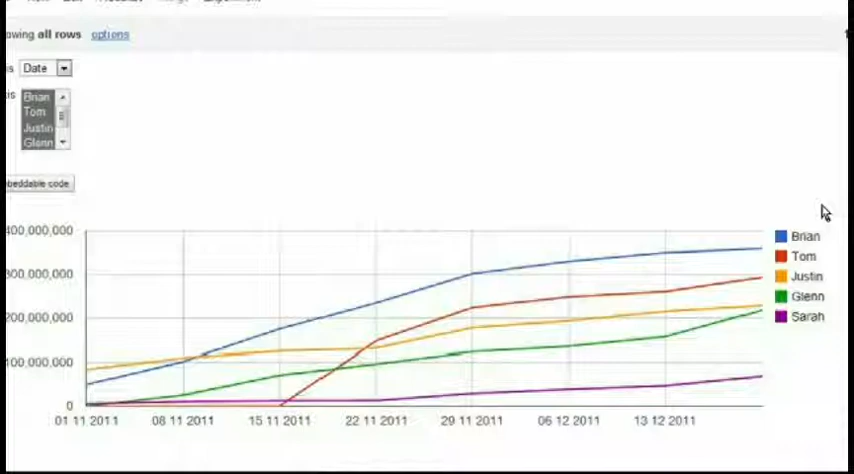 owing all rows options
is Date
is Brian
Tom
Justin
Glenn
beddable code
400,000,000
300,000,000
200,000,000
100,000,000
0
01 11 2011 08 11 2011 15 11 2011 22 11 2011 29 11 2011 06 12 2011 13 12 2011
Brian
Tom
Justin
Glenn
Sarah